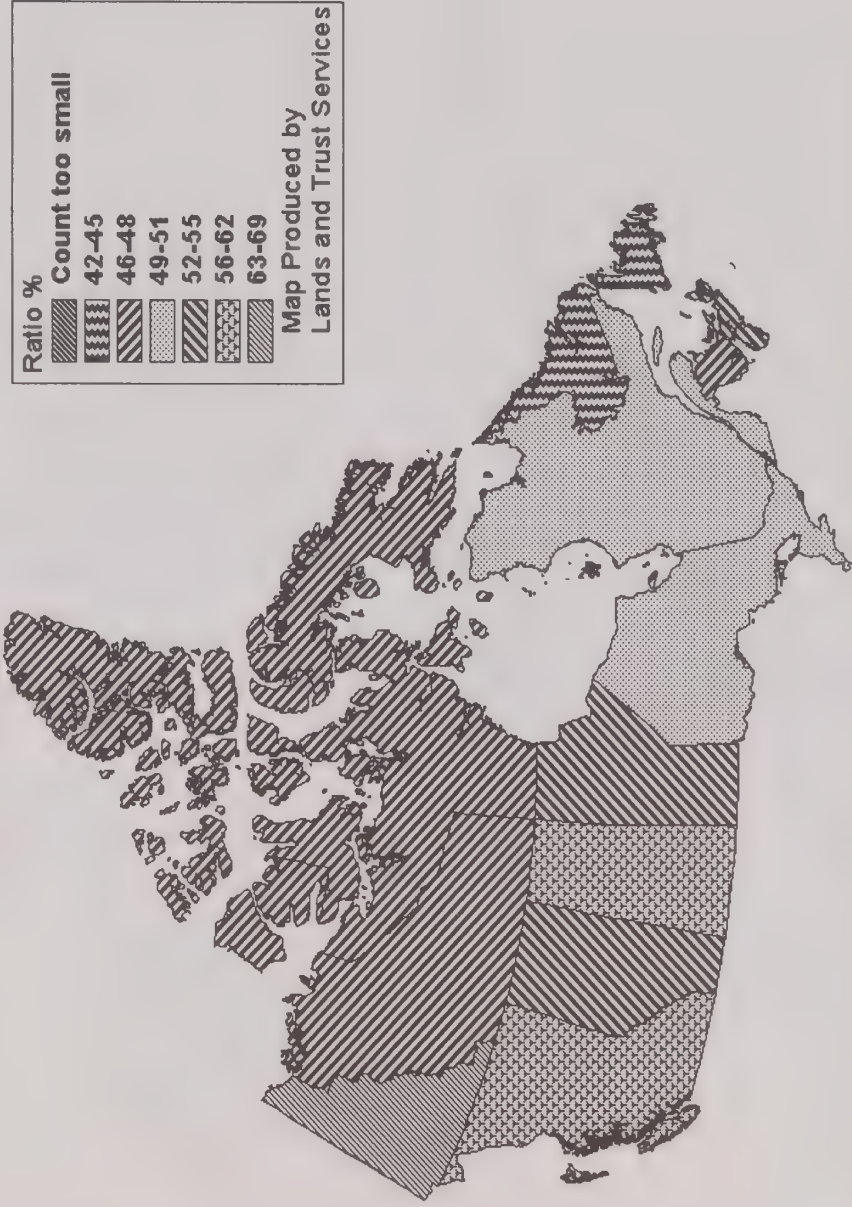 Ratio %
Count too small
42-45
46-48
49-51
52-55
56-62
63-69
Map Produced by
Lands and Trust Services